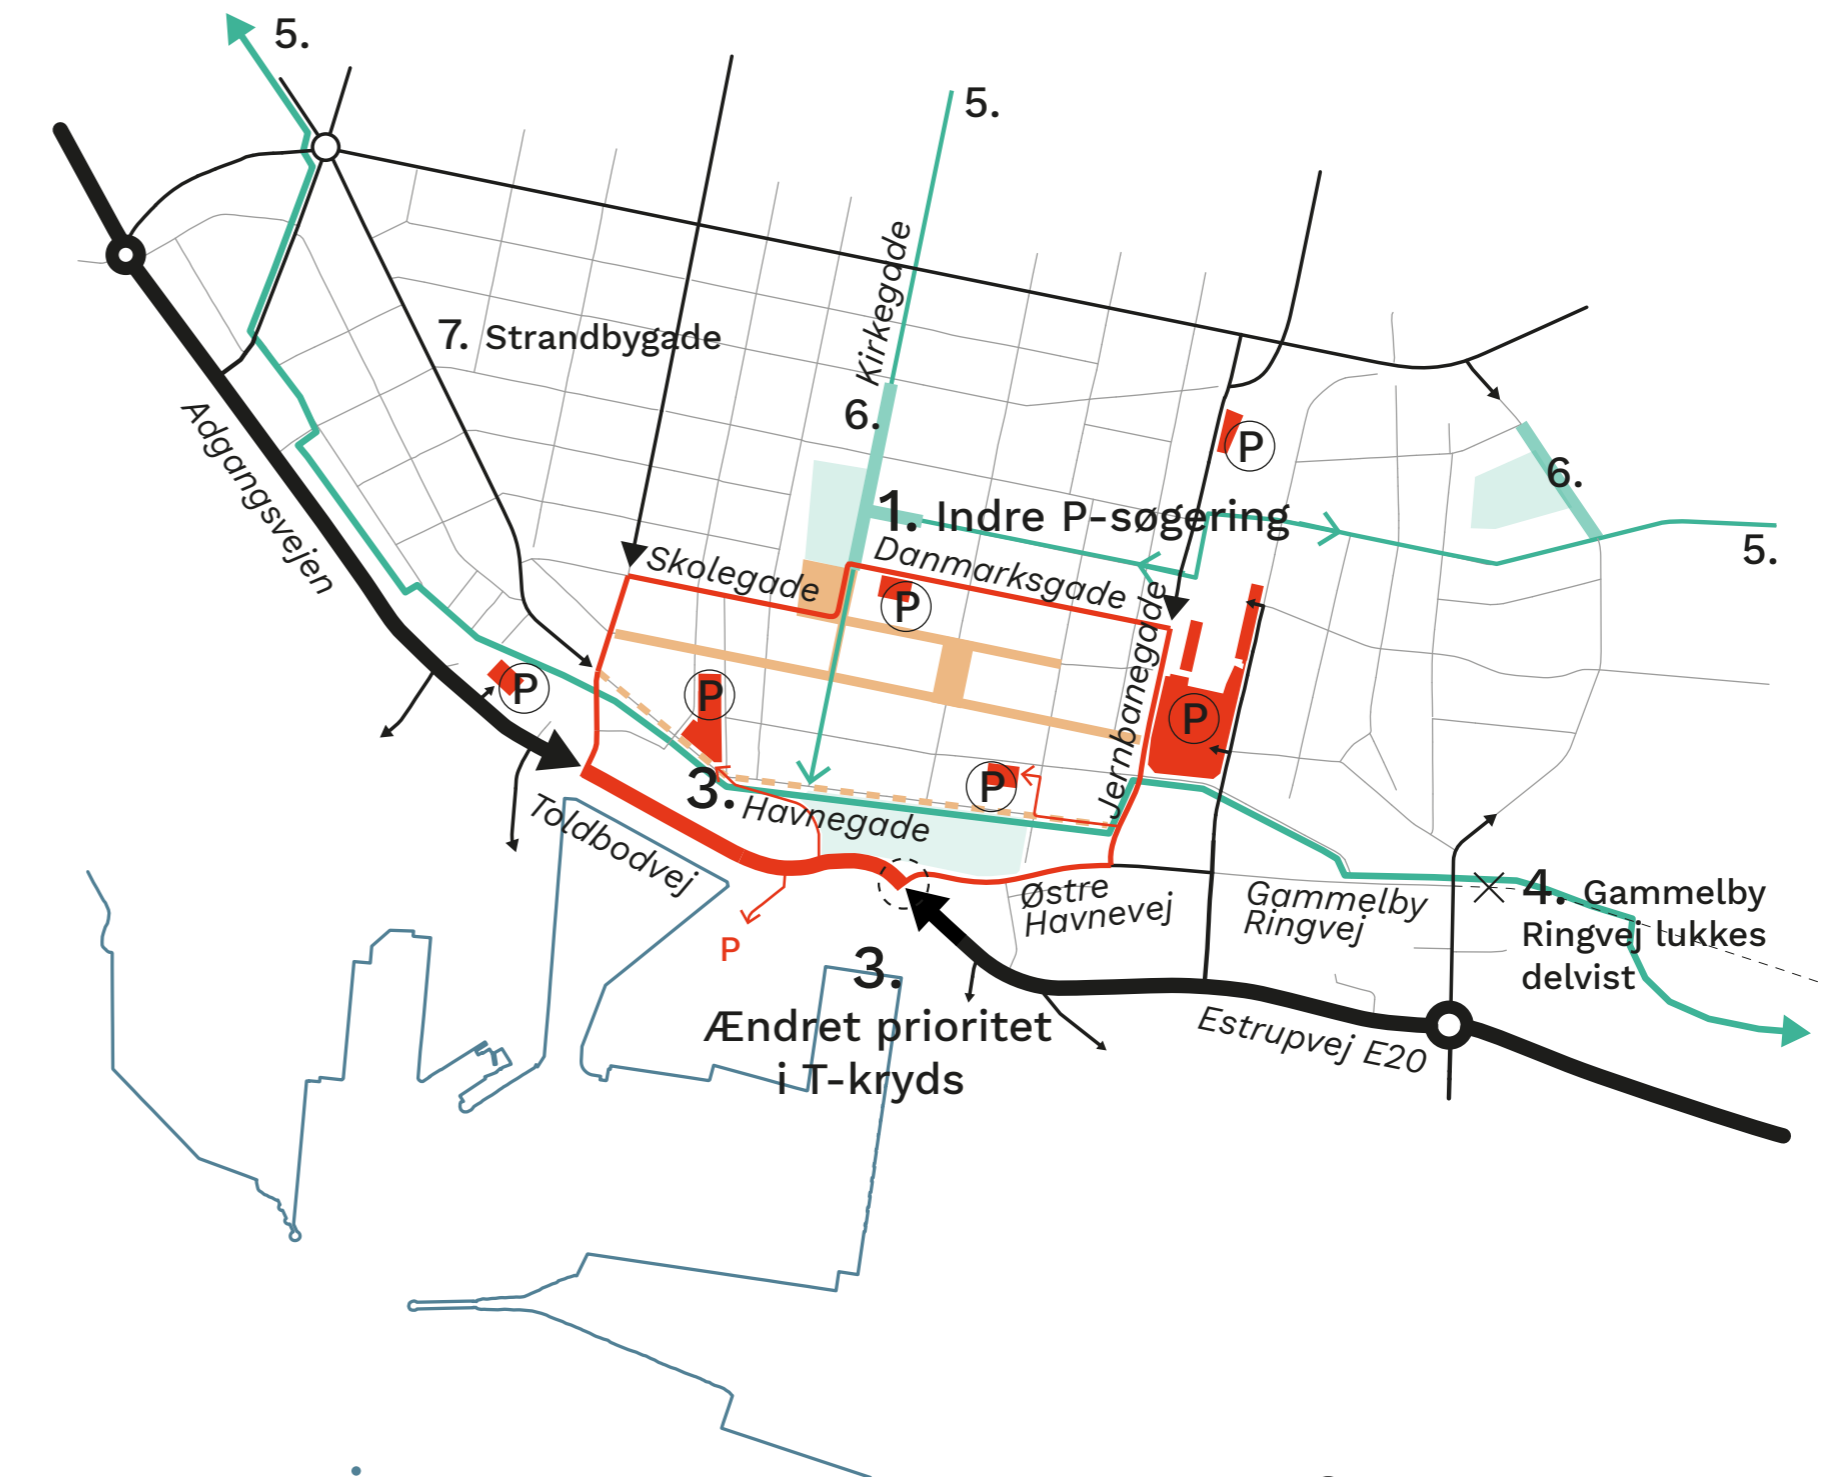 5.
5.
Kirkegade
7. Strandbygade
6.
P
6.
Adgangsvejen
1. Indre P-søgering
5.
Skolegade
Danmarksgade
P
Jernbanegade
P
P
P
P
3.
Havnegade
Toldbodvej
Østre
Havnevej
Gammelby
Ringvej
4. Gammelby
Ringvej lukkes
delvist
P
3.
Ændret prioritet
i T-kryds
Estrupvej E20